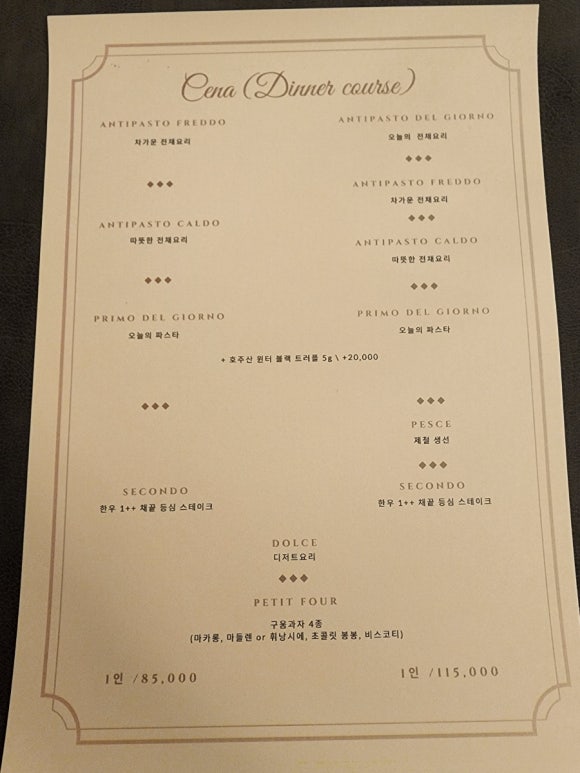 Cena (Dinner course)
ANTIPASTO FREDDO
차가운 전채요리
ANTIPASTO CALDO
따뜻한 전채요리
PRIMO DEL GIORNO
오늘의 파스타
ANTIPASTO DEL GIORNO
오늘의 전채요리
ANTIPASTO FREDDO
차가운 전채요리
ANTIPASTO CALDO
따뜻한 전채요리
PRIMO DEL GIORNO
오늘의 파스타
+ 호주산 윈터 블랙 트러플 5g \ +20,000
SECONDO
한우 1++ 채끝 등심 스테이크
PESCE
제철 생선
SECONDO
한우 1++ 채끝 등심 스테이크
DOLCE
디저트요리
PETIT FOUR
구움과자 4종
(마카롱, 마들렌 or 휘낭시에, 초콜릿 봉봉, 비스코티)
1인 /85,000
1인 /115,000